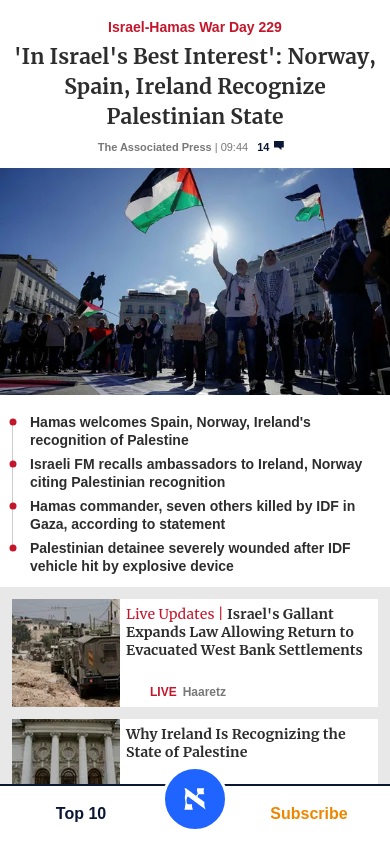 Israel-Hamas War Day 229
'In Israel's Best Interest': Norway,
Spain, Ireland Recognize
Palestinian State
The Associated Press | 09:44 14
Hamas welcomes Spain, Norway, Ireland's
recognition of Palestine
Israeli FM recalls ambassadors to Ireland, Norway
citing Palestinian recognition
Hamas commander, seven others killed by IDF in
Gaza, according to statement
Palestinian detainee severely wounded after IDF
vehicle hit by explosive device
Live Updates | Israel's Gallant
Expands Law Allowing Return to
Evacuated West Bank Settlements
LIVE Haaretz
Why Ireland Is Recognizing the
State of Palestine
Top 10
Subscribe